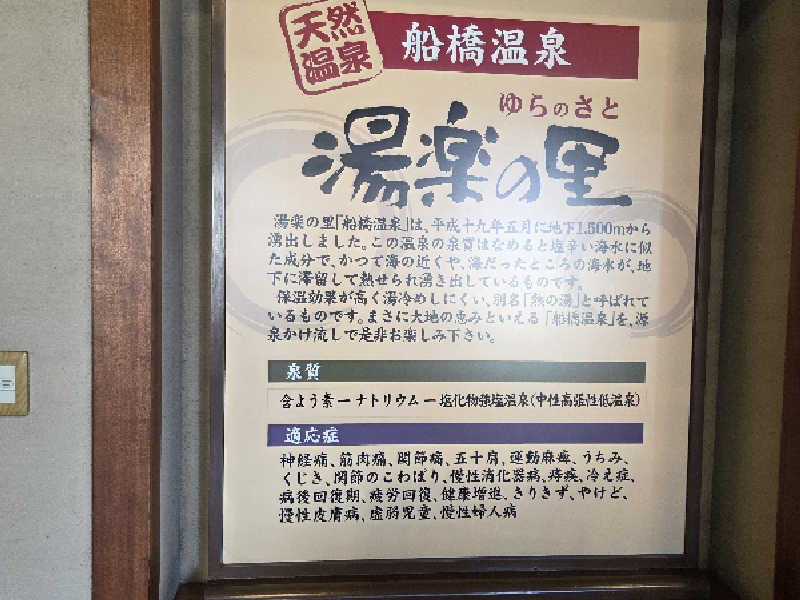 天然
温泉
船橋温泉
ゆらのさと
湯楽の里
湯楽の里「船橋温泉」は、平成十九年五月に地下1,500mから
湧出しました。この温泉の泉質はなめると塩辛い海水に似
た成分で、かつて海の近くや、海だったところの海水が、地
下に滞留して熱せられ湧き出しているものです。
保温効果が高く湯冷めしにくい、別名「熱の湯」と呼ばれて
いるものです。まさに大地の恵みといえる「船橋温泉」を、源
泉かけ流しで是非お楽しみ下さい。
泉質
含よう素ーナトリウムー塩化物強塩温泉(中性高張性低温泉)
適応症
神経痛、筋肉痛、関節痛、五十肩、運動麻痺、うちみ、
くじき、関節のこわばり、慢性消化器病、痔疾、冷え症、
病後回復期、疲労回復、健康増進、きりきず、やけど、
慢性皮膚病、虚弱児童、慢性婦人病